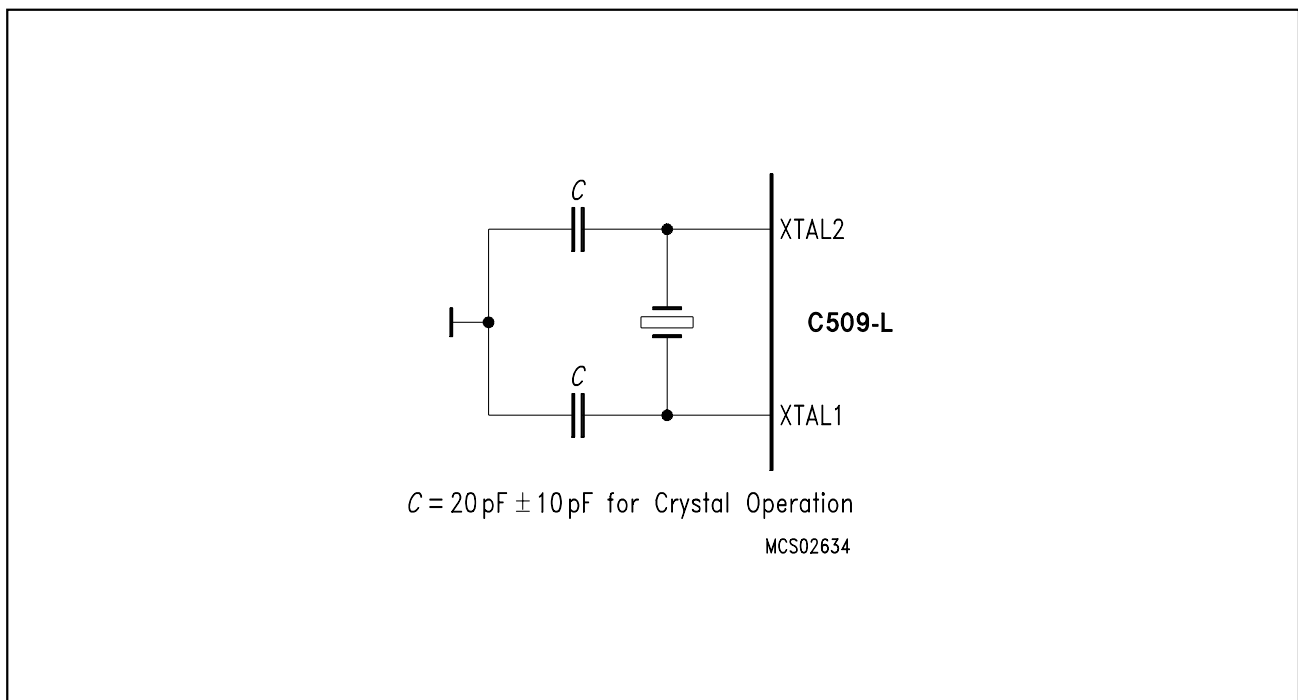 C
XTAL2
C509-L
C
XTAL1
C = 20 pF ± 10 pF for Crystal Operation
MCS02634